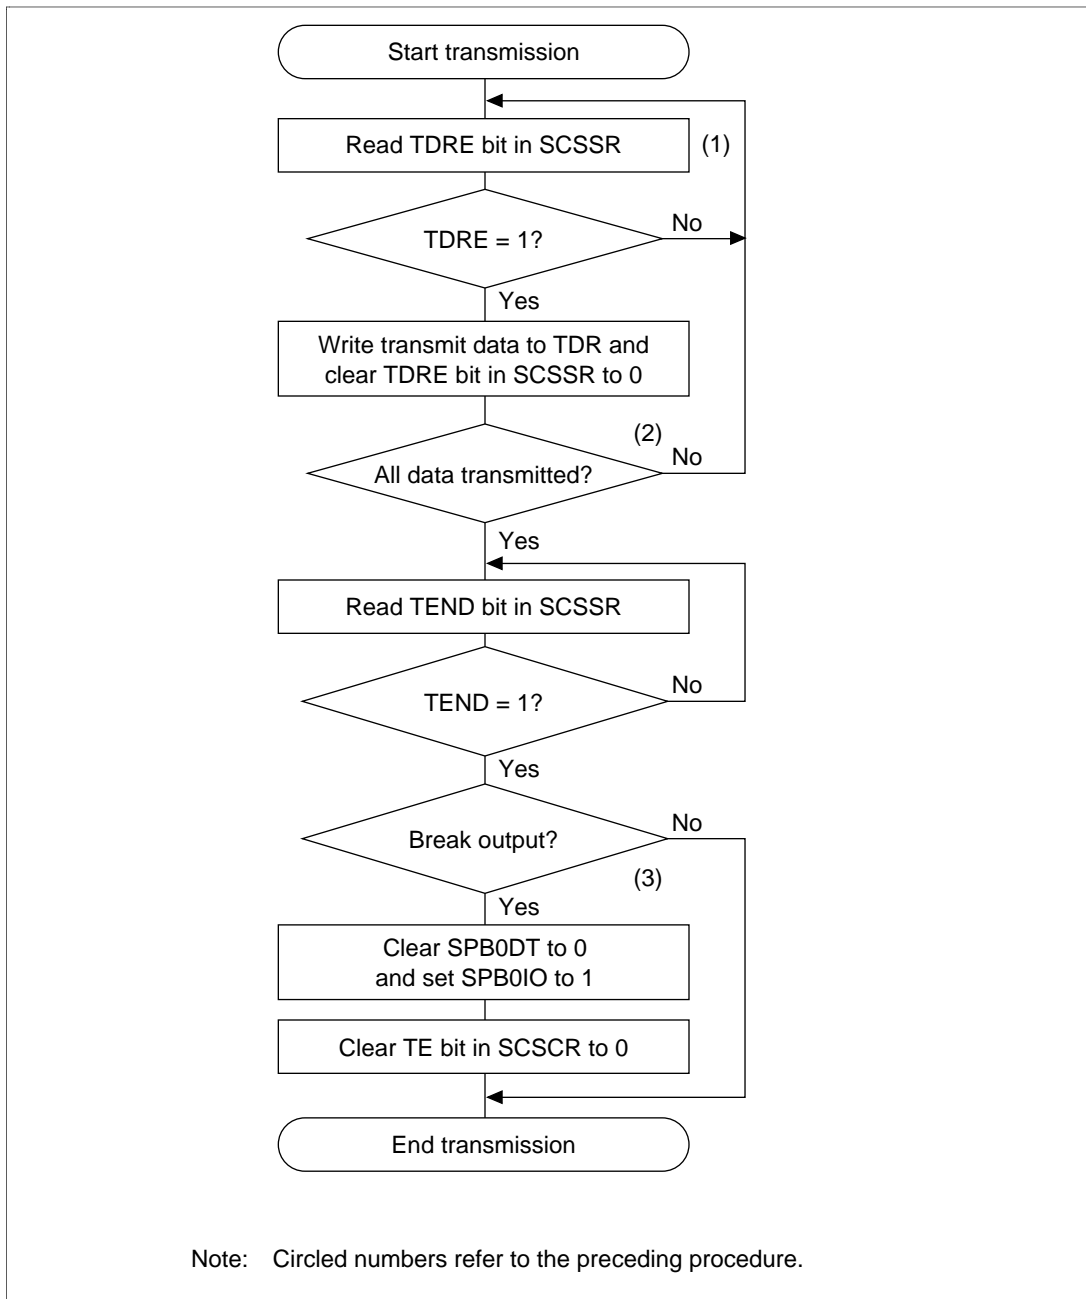 Start transmission
Read TDRE bit in SCSSR
(1)
TDRE = 1?
No
Yes
Write transmit data to TDR and
clear TDRE bit in SCSSR to 0
(2)
All data transmitted?
No
Yes
Read TEND bit in SCSSR
TEND = 1?
No
Yes
Break output?
No
(3)
Yes
Clear SPB0DT to 0
and set SPB0IO to 1
Clear TE bit in SCSCR to 0
End transmission
Note: Circled numbers refer to the preceding procedure.